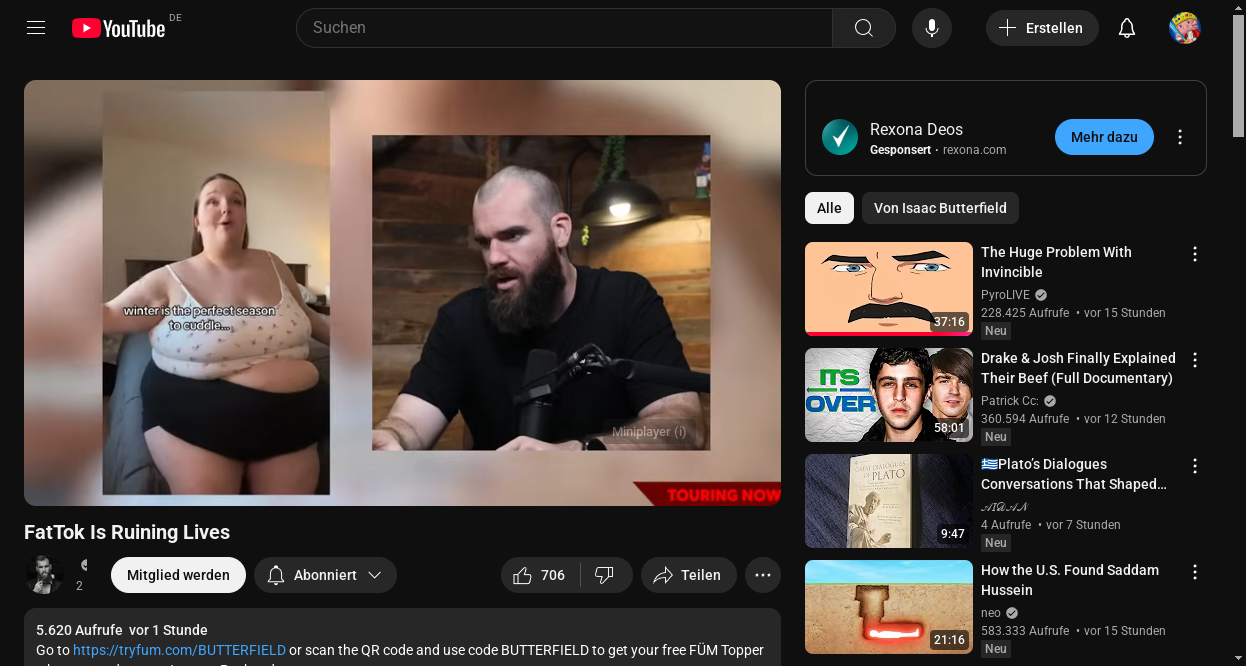 YouTube DE
Suchen
Erstellen
winter is the perfect season
to cuddle...
Miniplayer (i)
TOURING NOW
FatTok Is Ruining Lives
2
Mitglied werden
Abonniert
706
Teilen
5.620 Aufrufe vor 1 Stunde
Go to https://tryfum.com/BUTTERFIELD or scan the QR code and use code BUTTERFIELD to get your free FÜM Topper
Rexona Deos
Gesponsert • rexona.com
Mehr dazu
Alle
Von Isaac Butterfield
37:16
The Huge Problem With
Invincible
PyroLIVE
228.425 Aufrufe • vor 15 Stunden
Neu
ITS
OVER
58:01
Drake & Josh Finally Explained
Their Beef (Full Documentary)
Patrick Cc:
360.594 Aufrufe • vor 12 Stunden
Neu
GREAT DIALOGUES
OF PLATO
9:47
🇬🇷Plato’s Dialogues
Conversations That Shaped…
4 Aufrufe • vor 7 Stunden
Neu
21:16
How the U.S. Found Saddam
Hussein
neo
583.333 Aufrufe • vor 15 Stunden
Neu